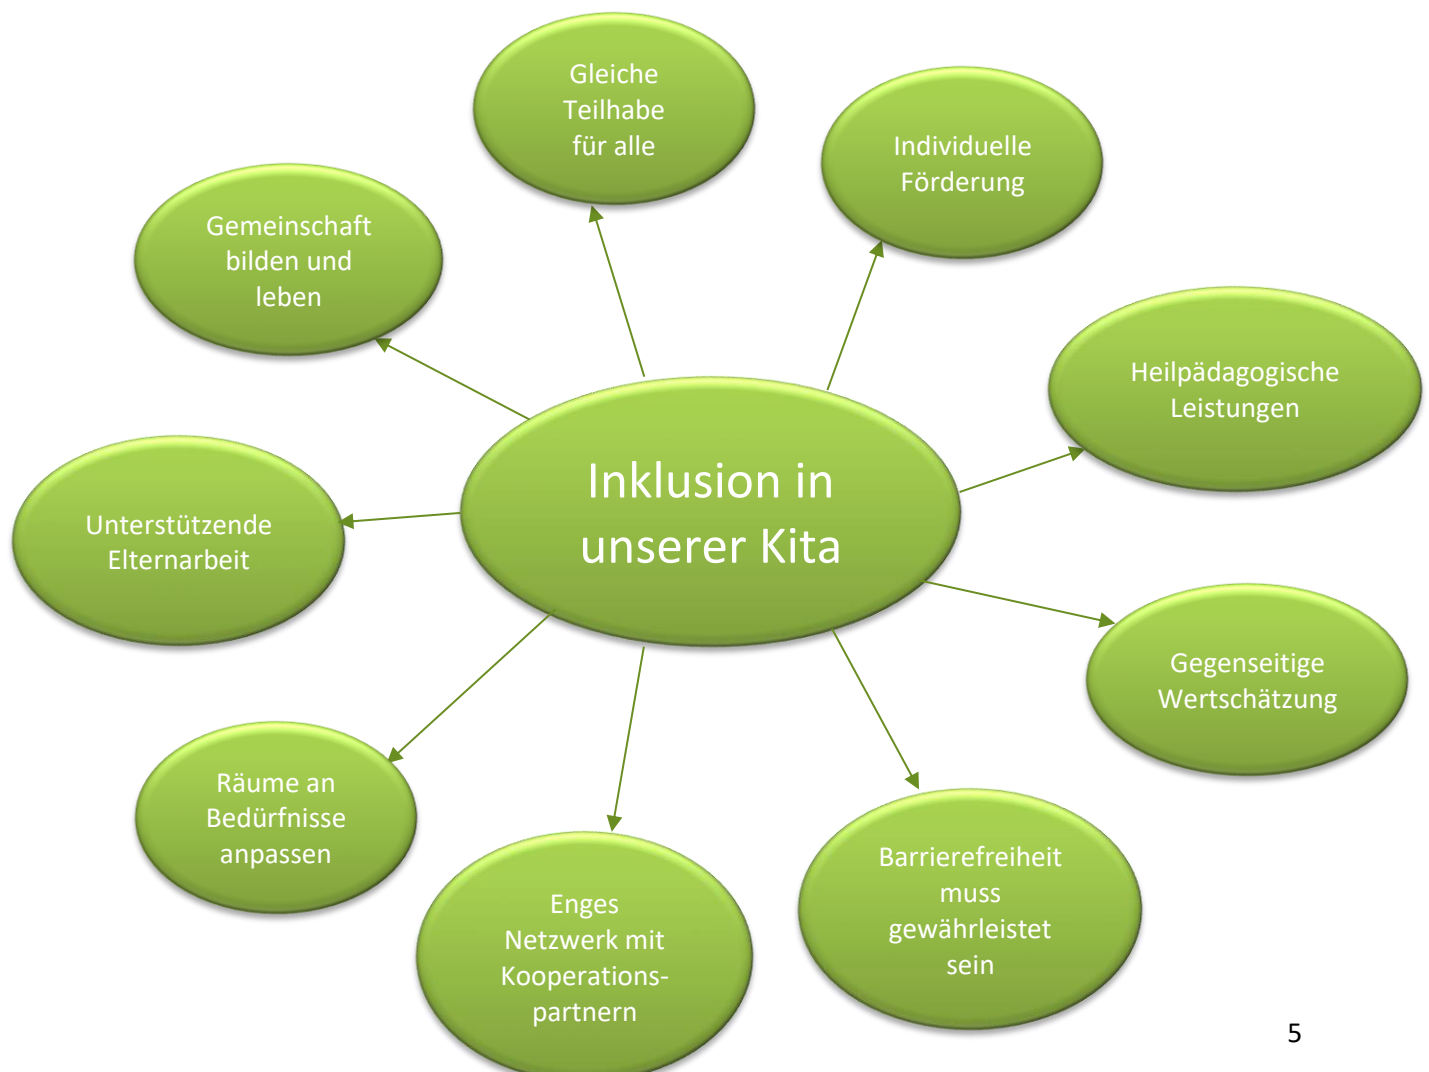 Gleiche
Teilhabe
für alle
Individuelle
Förderung
Gemeinschaft
bilden und
leben
Heilpädagogische
Leistungen
Inklusion in
unserer Kita
Unterstützende
Elternarbeit
Gegenseitige
Wertschätzung
Räume an
Bedürfnisse
anpassen
Enges
Netzwerk mit
Kooperations-
partnern
Barrierefreiheit
muss
gewährleistet
sein
5